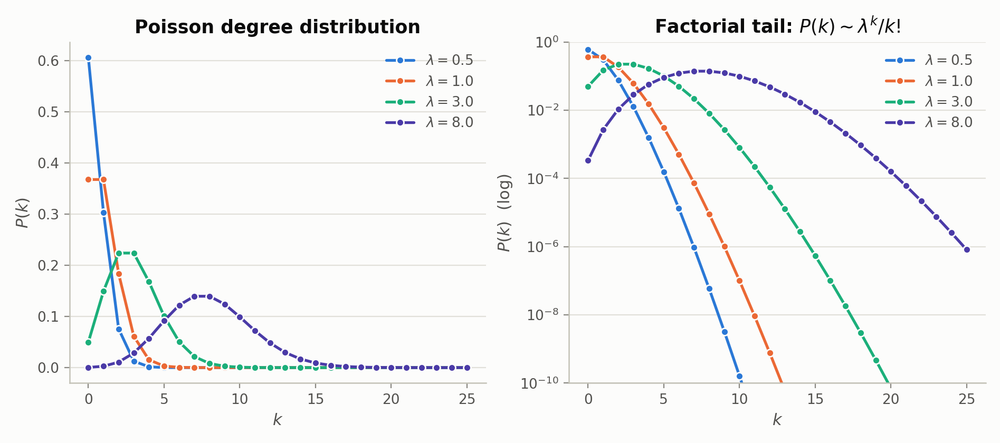 Poisson degree distribution
P(k)
0.6
0.5
0.4
0.3
0.2
0.1
0.0
0 5 10 15 20 25
k
λ = 0.5
λ = 1.0
λ = 3.0
λ = 8.0
Factorial tail: P(k) ~ λ^k/k!
P(k) (log)
10^0
10^−2
10^−4
10^−6
10^−8
10^−10
0 5 10 15 20 25
k
λ = 0.5
λ = 1.0
λ = 3.0
λ = 8.0